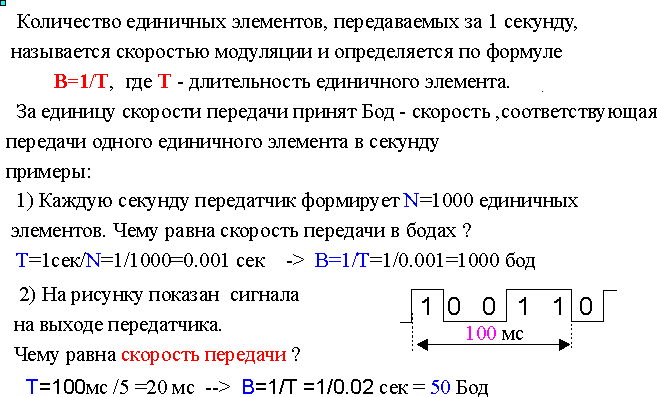 Количество единичных элементов, передаваемых за 1 секунду,
называется скоростью модуляции и определяется по формуле
B=1/T, где T - длительность единичного элемента.
За единицу скорости передачи принят Бод - скорость ,соответствующая
передачи одного единичного элемента в секунду
примеры:
1) Каждую секунду передатчик формирует N=1000 единичных
элементов. Чему равна скорость передачи в бодах ?
T=1сек/N=1/1000=0.001 сек -> B=1/T=1/0.001=1000 бод
2) На рисунку показан сигнала
на выходе передатчика.
Чему равна скорость передачи ?
1 0 0 1 1 0
100 мс
T=100мс /5 =20 мс --> B=1/T =1/0.02 сек = 50 Бод